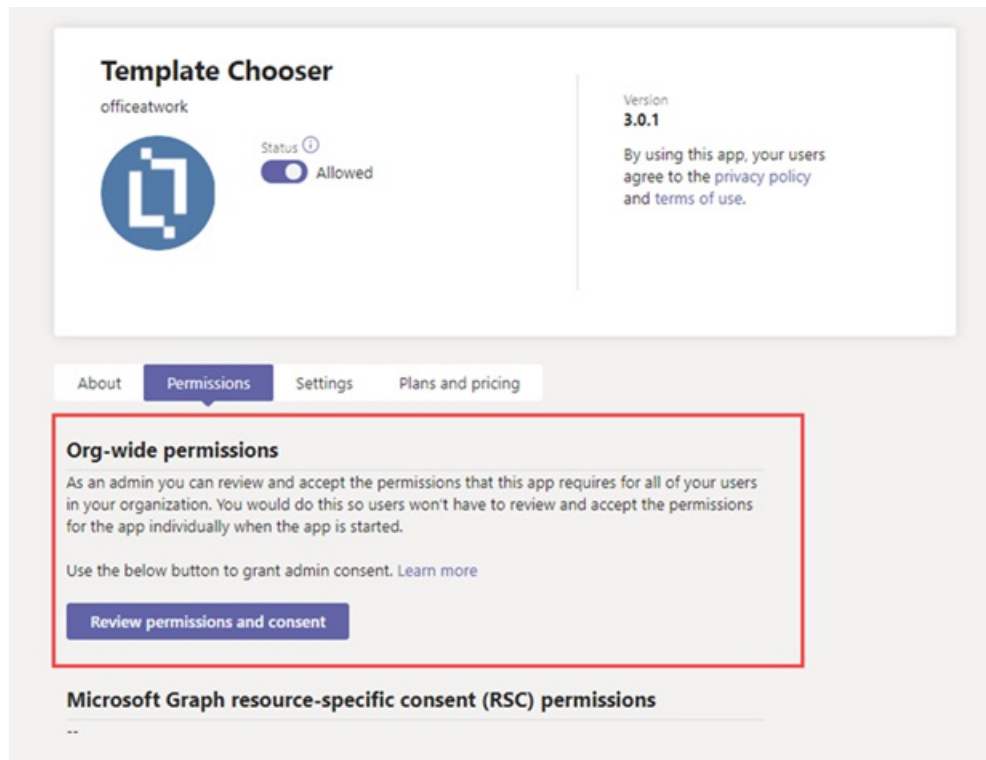 Template Chooser
officeatwork
Status
Allowed
Version
3.0.1
By using this app, your users
agree to the privacy policy
and terms of use.
About
Permissions
Settings
Plans and pricing
Org-wide permissions
As an admin you can review and accept the permissions that this app requires for all of your users
in your organization. You would do this so users won't have to review and accept the permissions
for the app individually when the app is started.
Use the below button to grant admin consent. Learn more
Review permissions and consent
Microsoft Graph resource-specific consent (RSC) permissions
--